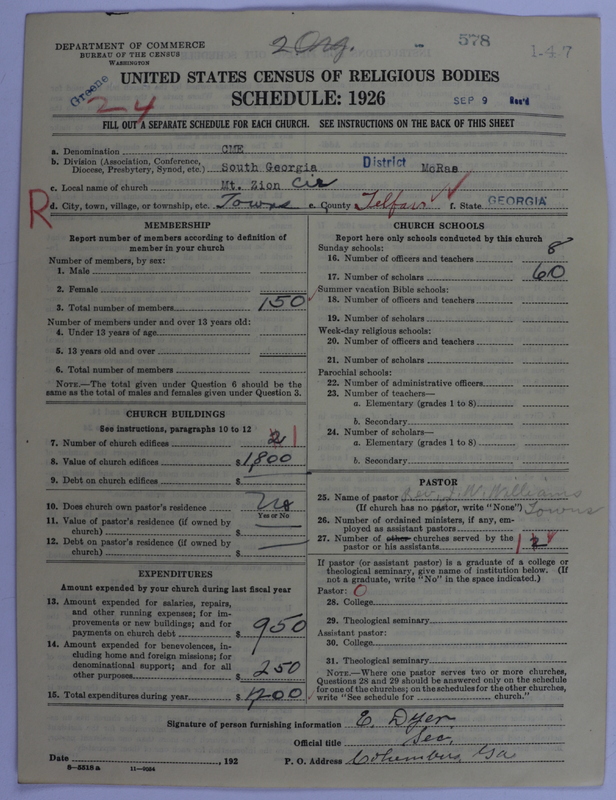 DEPARTMENT OF COMMERCE
BUREAU OF THE CENSUS
WASHINGTON
2 Org.
578
1-47
Greene
24
UNITED STATES CENSUS OF RELIGIOUS BODIES
SCHEDULE: 1926
SEP 9 Rec'd
FILL OUT A SEPARATE SCHEDULE FOR EACH CHURCH. SEE INSTRUCTIONS ON THE BACK OF THIS SHEET
a. Denomination CME
b. Division (Association, Conference, Diocese, Presbytery, Synod, etc.) South Georgia District McRae
c. Local name of church Mt. Zion Cir
R d. City, town, village, or township, etc. Towns e. County Telfair f. State GEORGIA
MEMBERSHIP
Report number of members according to definition of
member in your church
Number of members, by sex:
1. Male
2. Female
3. Total number of members 150
Number of members under and over 13 years old:
4. Under 13 years of age
5. 13 years old and over
6. Total number of members
NOTE.—The total given under Question 6 should be the
same as the total of males and females given under Question 3.
CHURCH BUILDINGS
See instructions, paragraphs 10 to 12
7. Number of church edifices 2 1
8. Value of church edifices $1,800
9. Debt on church edifices $
10. Does church own pastor's residence No
Yes or No
11. Value of pastor's residence (if owned by
church) $
12. Debt on pastor's residence (if owned by
church) $
EXPENDITURES
Amount expended by church during last fiscal year
13. Amount expended for salaries, repairs,
and other running expenses; for im-
provements or new buildings; and for
payments on church debt $950
14. Amount expended for benevolences, in-
cluding home and foreign missions; for
denominational support; and for all
other purposes $250
15. Total expenditures during year $1200
CHURCH SCHOOLS
Report here only schools conducted by this church
Sunday schools:
16. Number of officers and teachers 8
17. Number of scholars 60
Summer vacation Bible schools:
18. Number of officers and teachers
19. Number of scholars
Week-day religious schools:
20. Number of officers and teachers
21. Number of scholars
Parochial schools:
22. Number of administrative officers
23. Number of teachers—
a. Elementary (grades 1 to 8)
b. Secondary
24. Number of scholars—
a. Elementary (grades 1 to 8)
b. Secondary
PASTOR
25. Name of pastor Rev. J. N. Williams
(If church has no pastor, write "None") Towns
26. Number of ordained ministers, if any, em-
ployed as assistant pastors
27. Number of other churches served by the
pastor or his assistants 1 2
If pastor (or assistant pastor) is a graduate of a college or
theological seminary, give name of institution below. (If
not a graduate, write "No" in the space indicated.)
Pastor: 0
28. College
29. Theological seminary
Assistant pastor:
30. College
31. Theological seminary
NOTE.—Where one pastor serves two or more churches,
Questions 28 and 29 should be answered only on the schedule
for one of the churches; on the schedules for the other churches,
write "See schedule for church."
Signature of person furnishing information E. Dyer
Official title Sec.
Date , 192 P. O. Address Columbus Ga
8—5518 a 11—9094